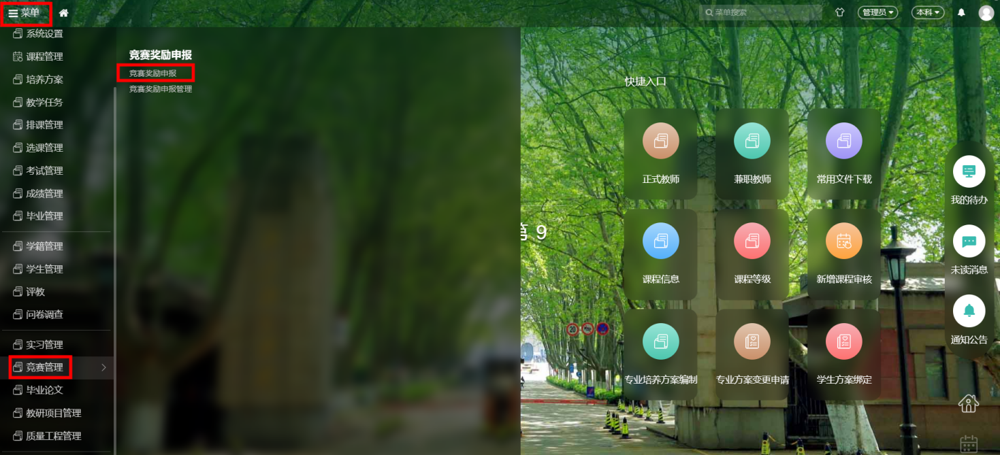 菜单
菜单搜索
管理员
本科
系统设置
课程管理
培养方案
教学任务
排课管理
选课管理
考试管理
成绩管理
毕业管理
学籍管理
学生管理
评教
问卷调查
实习管理
竞赛管理
毕业论文
教研项目管理
质量工程管理
竞赛奖励申报
竞赛奖励申报
竞赛奖励申报管理
9
快捷入口
正式教师
兼职教师
常用文件下载
课程信息
课程等级
新增课程审核
专业培养方案编制
专业方案变更申请
学生方案绑定
我的待办
未读消息
通知公告
20